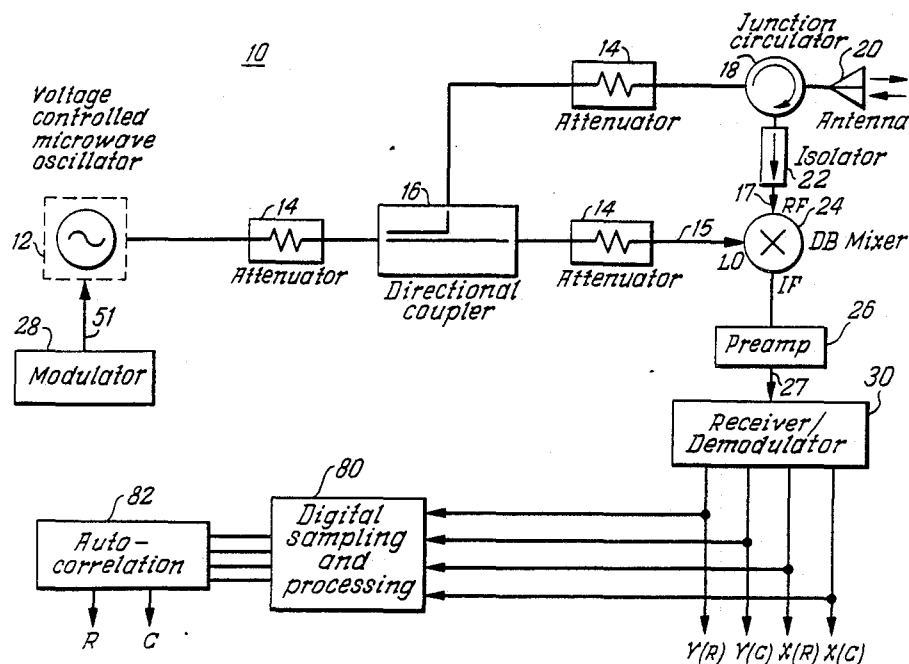 10
Junction
circulator
18
20
Antenna
14
Attenuator
Voltage
controlled
microwave
oscillator
12
14
Attenuator
16
Directional
coupler
14
Attenuator
15
Isolator
22
17
RF
24
LO
DB Mixer
IF
51
28
Modulator
Preamp
26
27
30
Receiver/
Demodulator
82
Auto-
correlation
80
Digital
sampling
and
processing
R
C
Y(R)
Y(C)
X(R)
X(C)